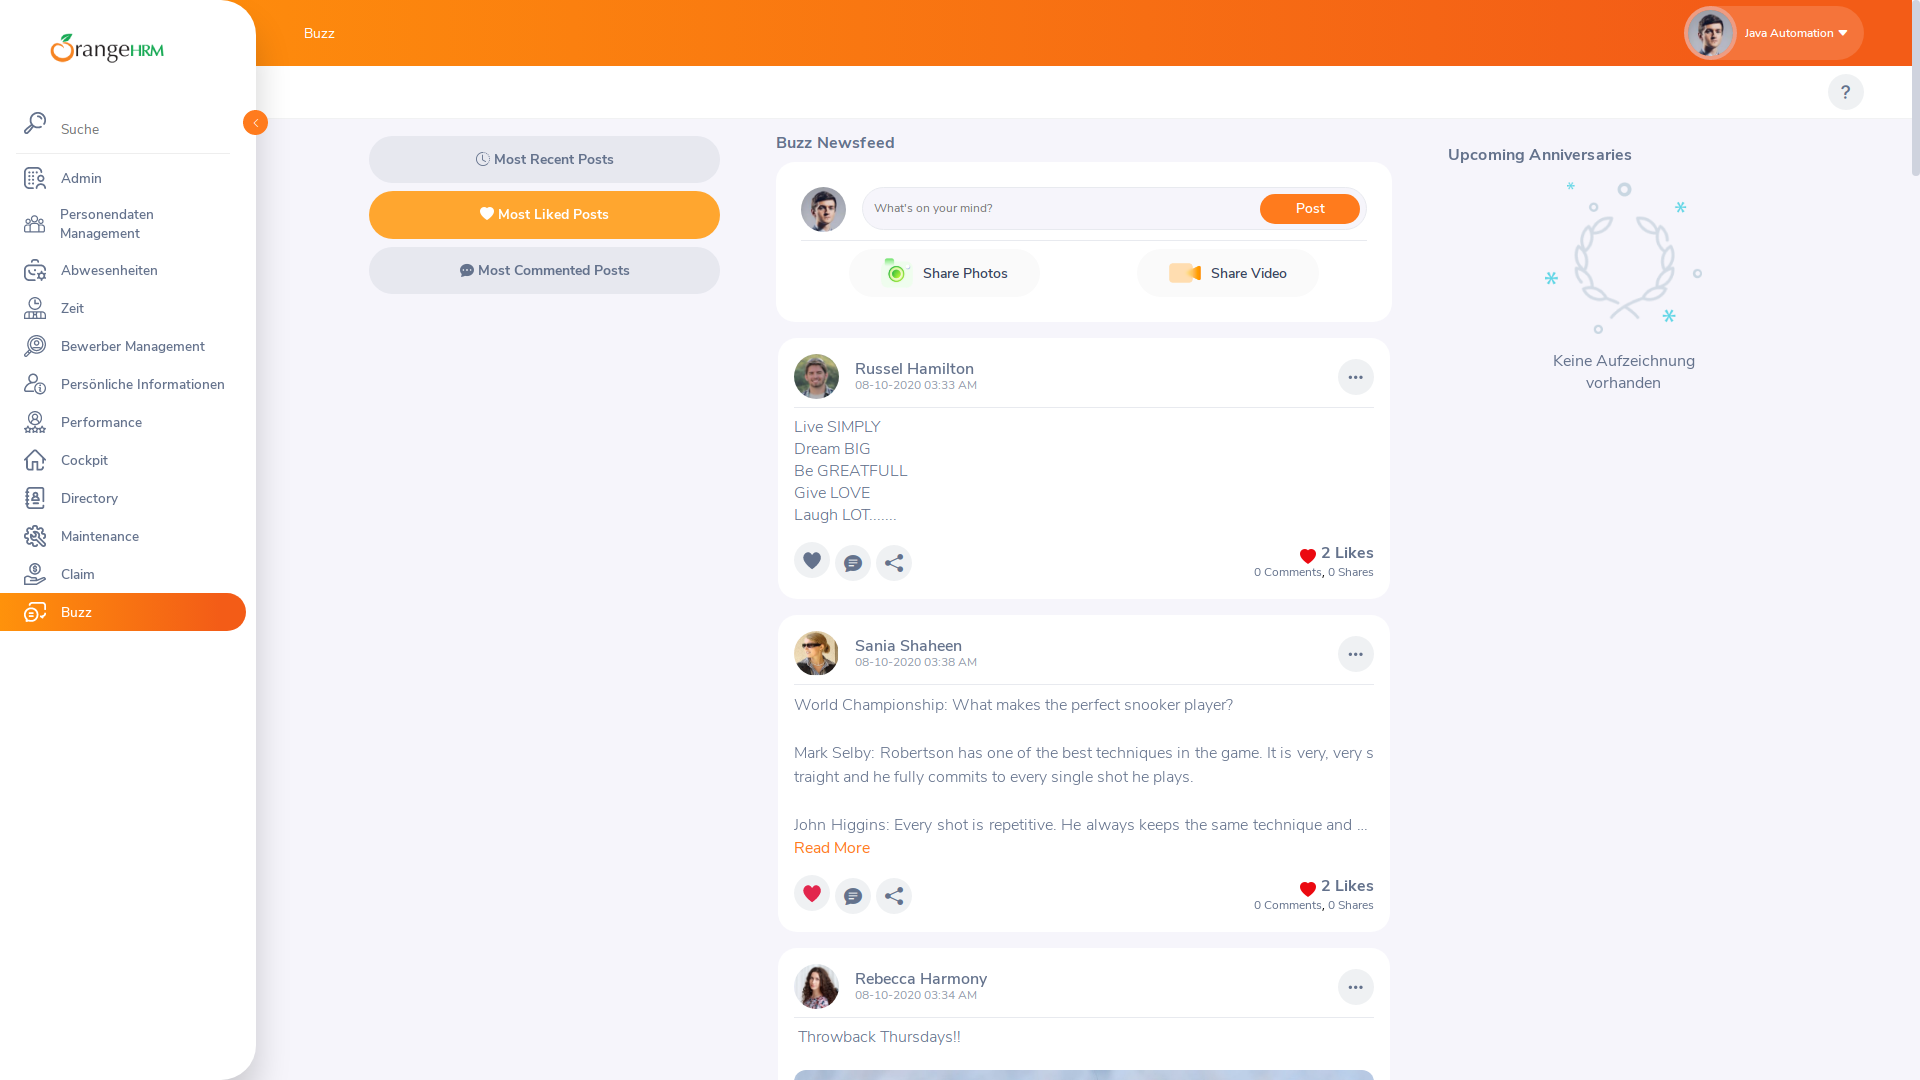 OrangeHRM
Suche
Admin
Personendaten
Management
Abwesenheiten
Zeit
Bewerber Management
Persönliche Informationen
Performance
Cockpit
Directory
Maintenance
Claim
Buzz
Buzz
Java Automation
?
Most Recent Posts
Most Liked Posts
Most Commented Posts
Buzz Newsfeed
What's on your mind?
Post
Share Photos
Share Video
Russel Hamilton
08-10-2020 03:33 AM
Live SIMPLY
Dream BIG
Be GREATFULL
Give LOVE
Laugh LOT.......
2 Likes
0 Comments, 0 Shares
Sania Shaheen
08-10-2020 03:38 AM
World Championship: What makes the perfect snooker player?
Mark Selby: Robertson has one of the best techniques in the game. It is very, very s
traight and he fully commits to every single shot he plays.
John Higgins: Every shot is repetitive. He always keeps the same technique and ...
Read More
2 Likes
0 Comments, 0 Shares
Rebecca Harmony
08-10-2020 03:34 AM
Throwback Thursdays!!
Upcoming Anniversaries
Keine Aufzeichnung
vorhanden